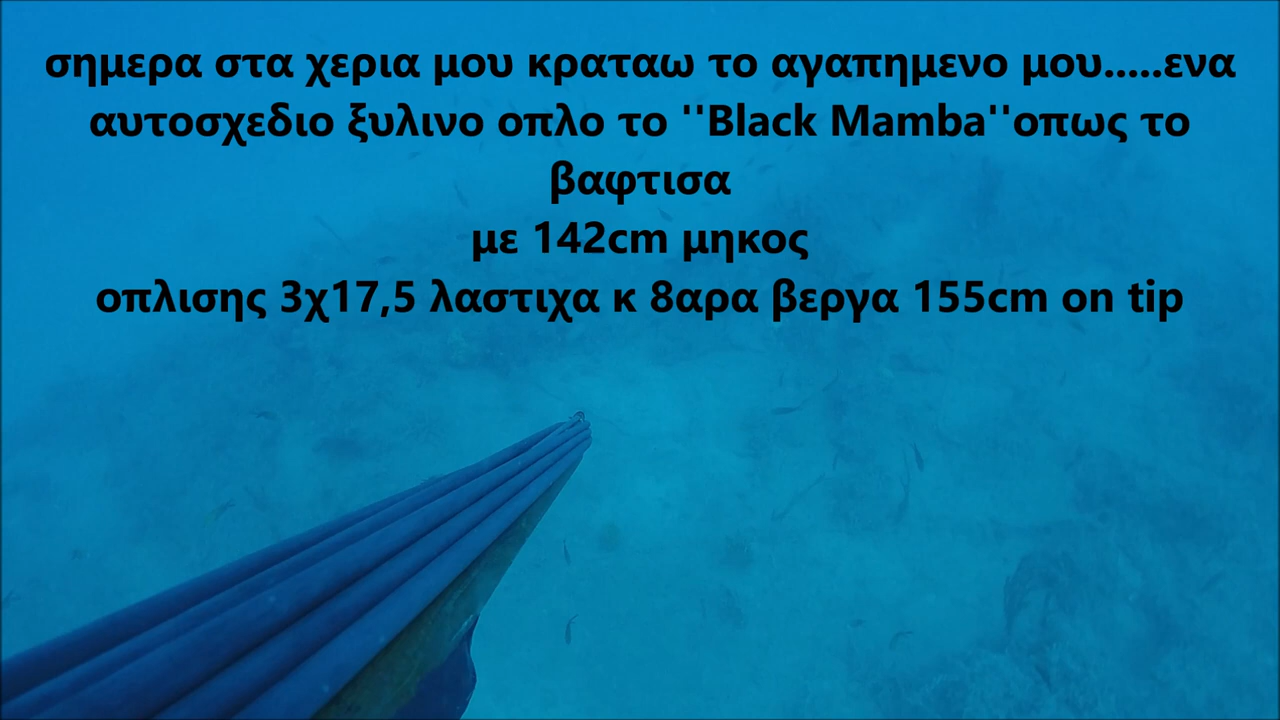 σημερα στα χερια μου κραταω το αγαπημενο μου.....ενα
αυτοσχεδιο ξυλινο οπλο το ''Black Mamba''οπως το
βαφτισα
με 142cm μηκος
οπλισης 3χ17,5 λαστιχα κ 8αρα βεργα 155cm on tip